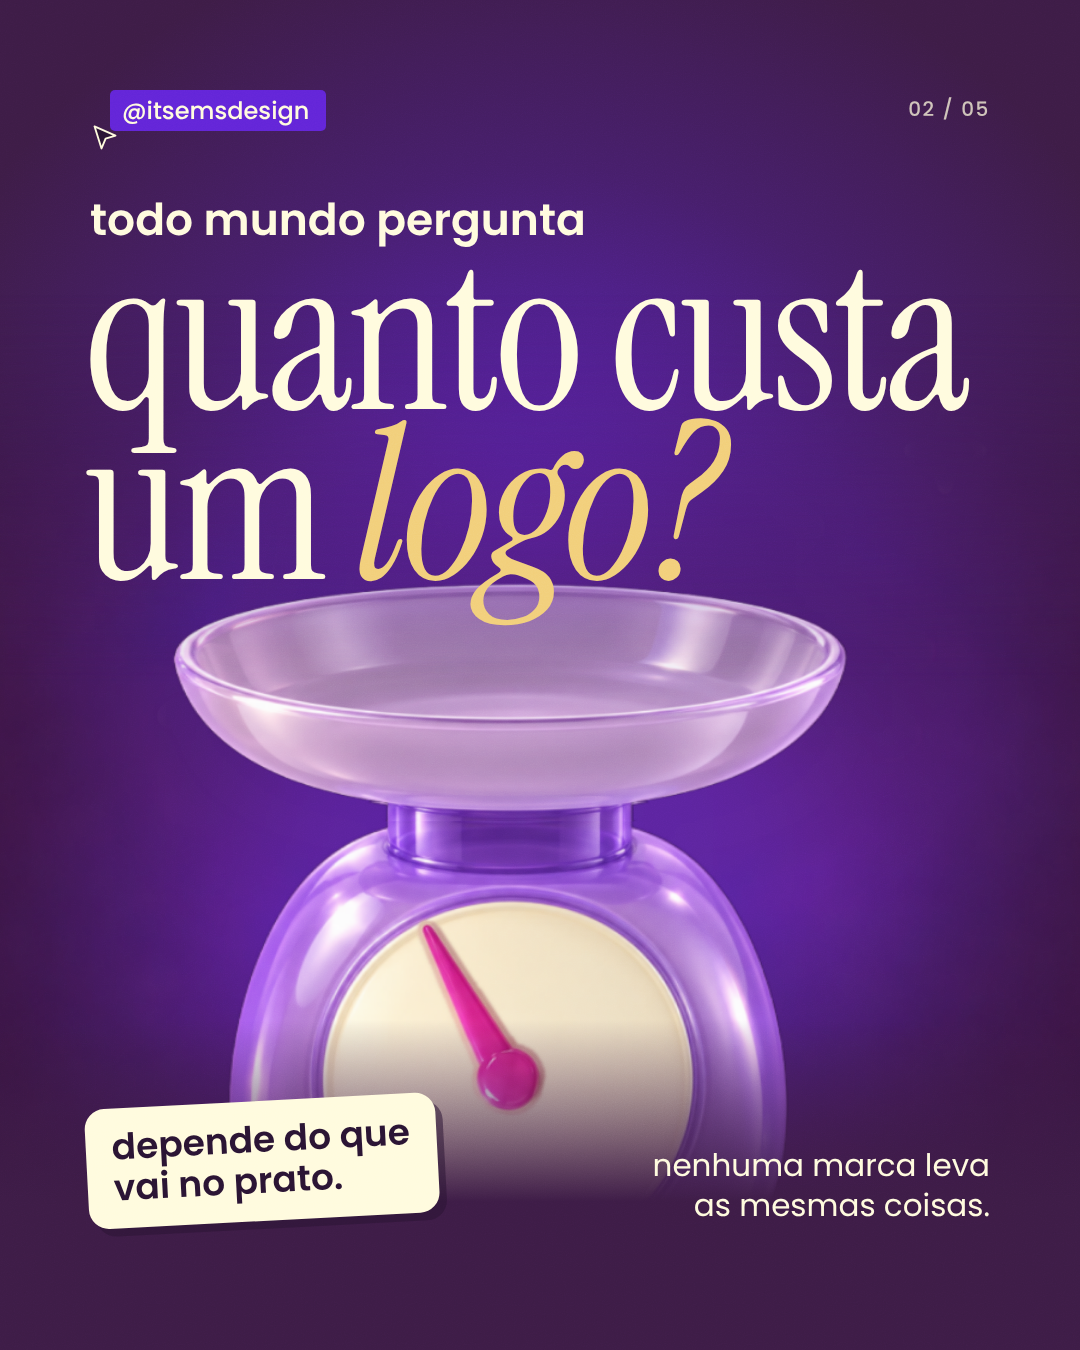 @itsemsdesign
02 / 05
todo mundo pergunta
quanto custa
um logo?
depende do que
vai no prato.
nenhuma marca leva
as mesmas coisas.